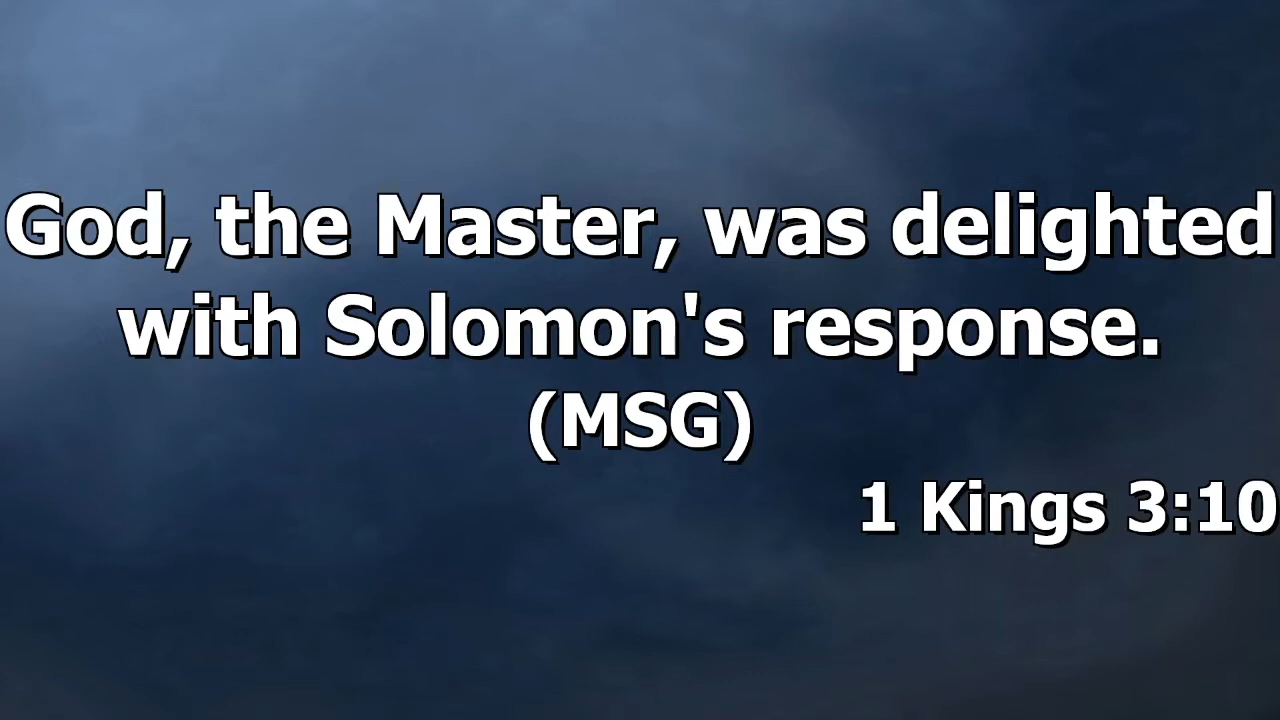 God, the Master, was delighted
with Solomon's response.
(MSG)
1 Kings 3:10